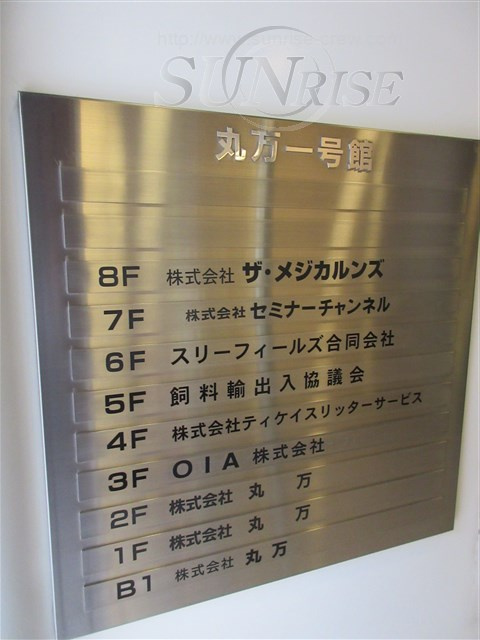 http://www.sunrise-crew.com
SUNRISE
丸万一号館
8F 株式会社 ザ・メジカルンズ
7F 株式会社 セミナーチャンネル
6F スリーフィールズ合同会社
5F 飼料輸出入協議会
4F 株式会社ティケイスリッターサービス
3F OIA 株式会社
2F 株式会社 丸万
1F 株式会社 丸万
B1 株式会社 丸万